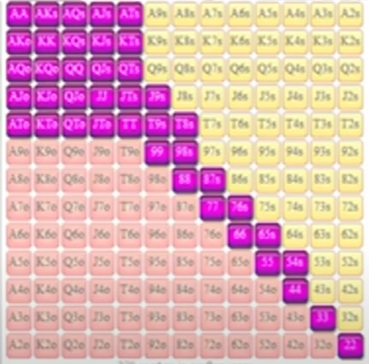 AA AKs AQs AJs ATs A9s A8s A7s A6s A5s A4s A3s A2s
AKo KK KQs KJs KTs K9s K8s K7s K6s K5s K4s K3s K2s
AQo KQo QQ QJs QTs Q9s Q8s Q7s Q6s Q5s Q4s Q3s Q2s
AJo KJo QJo JJ JTs J9s J8s J7s J6s J5s J4s J3s J2s
ATo KTo QTo JTo TT T9s T8s T7s T6s T5s T4s T3s T2s
A9o K9o Q9o J9o T9o 99 98s 97s 96s 95s 94s 93s 92s
A8o K8o Q8o J8o T8o 98o 88 87s 86s 85s 84s 83s 82s
A7o K7o Q7o J7o T7o 97o 87o 77 76s 75s 74s 73s 72s
A6o K6o Q6o J6o T6o 96o 86o 76o 66 65s 64s 63s 62s
A5o K5o Q5o J5o T5o 95o 85o 75o 65o 55 54s 53s 52s
A4o K4o Q4o J4o T4o 94o 84o 74o 64o 54o 44 43s 42s
A3o K3o Q3o J3o T3o 93o 83o 73o 63o 53o 43o 33 32s
A2o K2o Q2o J2o T2o 92o 82o 72o 62o 52o 42o 32o 22